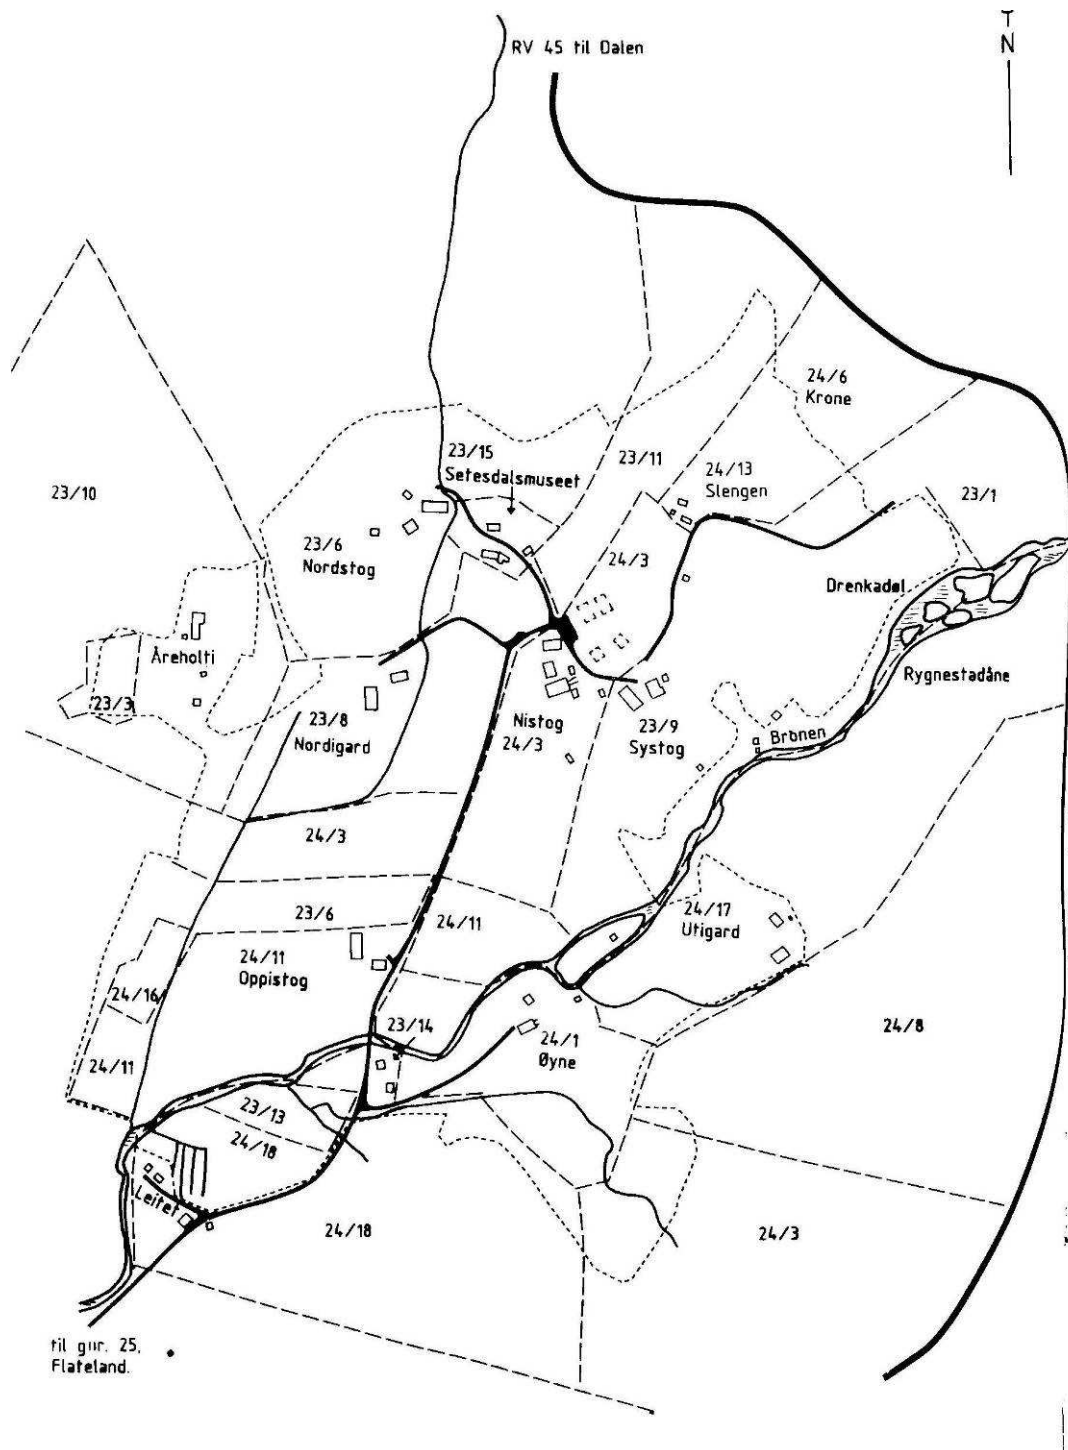 RV 45 til Dalen
N
24/6
Krone
23/15
Setesdalsmuseet
23/11
24/13
Slengen
23/10
23/1
23/6
Nordstog
24/3
Drenkadøl
Åreholti
23/3
Rygnestadåne
23/8
Nordigard
Nistog
24/3
23/9
Systog
Brønen
24/3
23/6
24/11
24/17
Utigard
24/11
Oppistog
24/16
23/14
24/1
Øyne
24/8
24/11
23/13
24/18
Leitet
24/18
24/3
til gnr. 25,
Flateland.